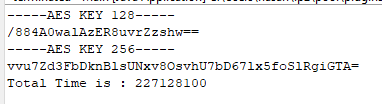 -----AES KEY 128-----
/884A0walAzER8uvrZzshw==
-----AES KEY 256-----
vvu7Zd3FbDknBlsUNxv8OsvhU7bD67lx5foSlRgiGTA=
Total Time is : 227128100